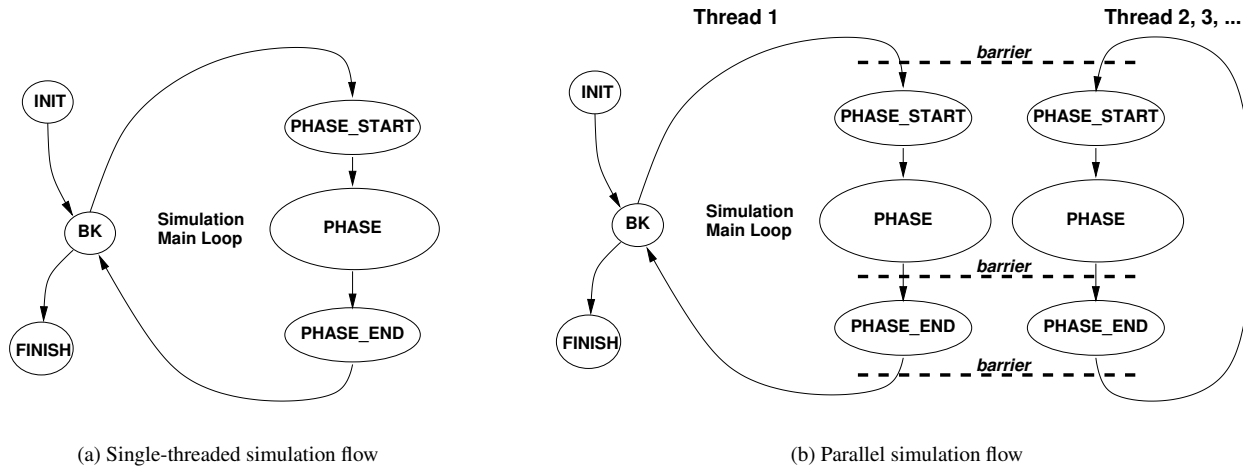 INIT
PHASE_START
BK
Simulation
Main Loop
PHASE
FINISH
PHASE_END
(a) Single-threaded simulation flow
Thread 1
Thread 2, 3, ...
barrier
INIT
PHASE_START
PHASE_START
BK
Simulation
Main Loop
PHASE
PHASE
barrier
FINISH
PHASE_END
PHASE_END
barrier
(b) Parallel simulation flow